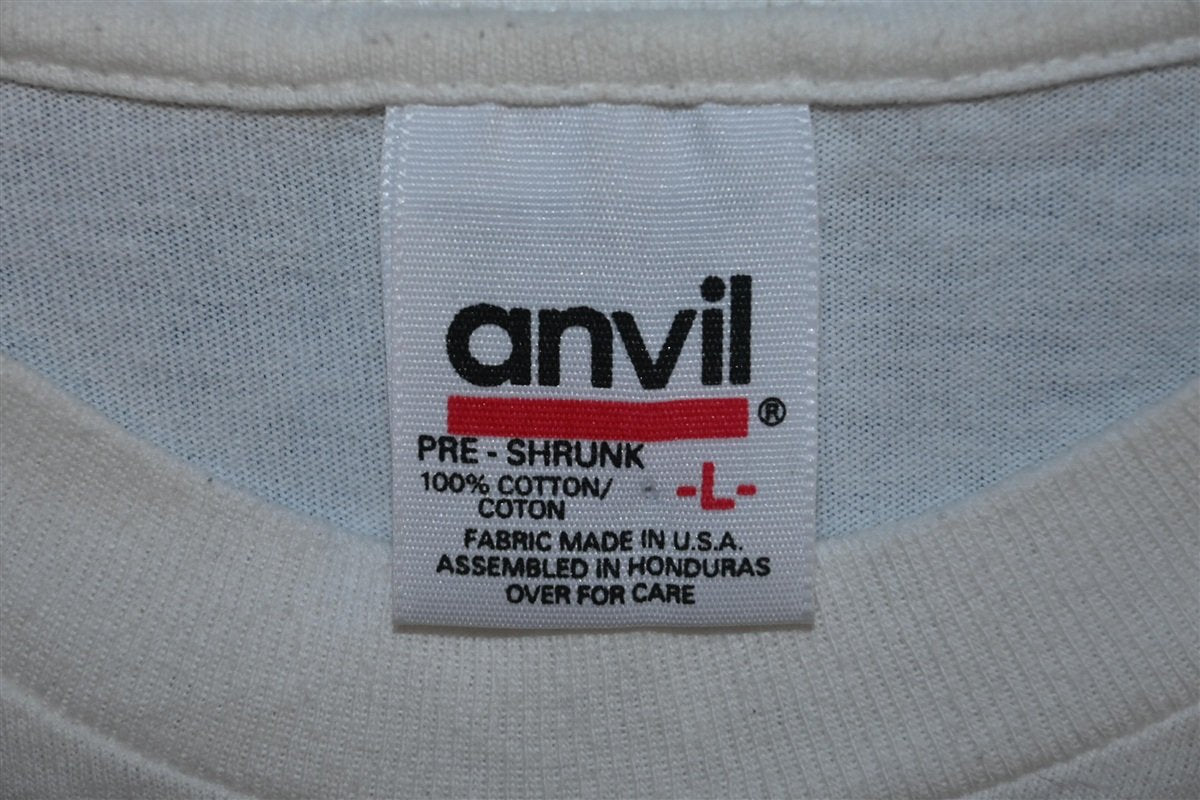 anvil
®
PRE - SHRUNK
100% COTTON/
COTON
-L-
FABRIC MADE IN U.S.A.
ASSEMBLED IN HONDURAS
OVER FOR CARE